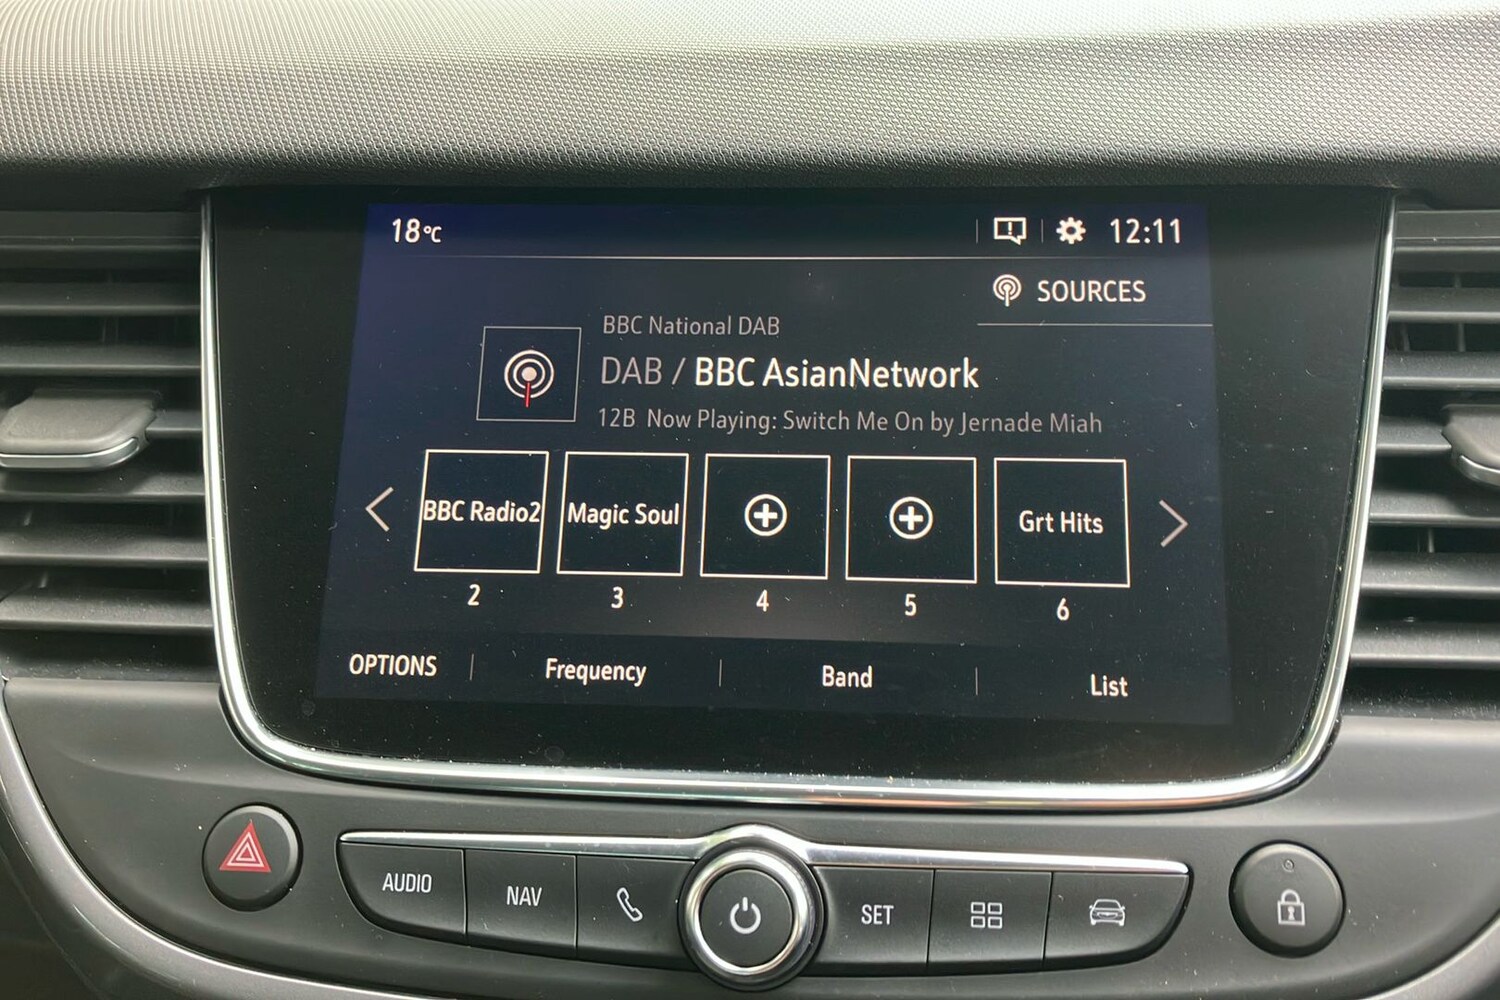 18°C
12:11
SOURCES
BBC National DAB
DAB / BBC AsianNetwork
12B Now Playing: Switch Me On by Jernade Miah
BBC Radio2
Magic Soul
Grt Hits
2
3
4
5
6
OPTIONS
Frequency
Band
List
AUDIO
NAV
SET